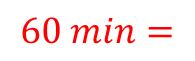 60 min =